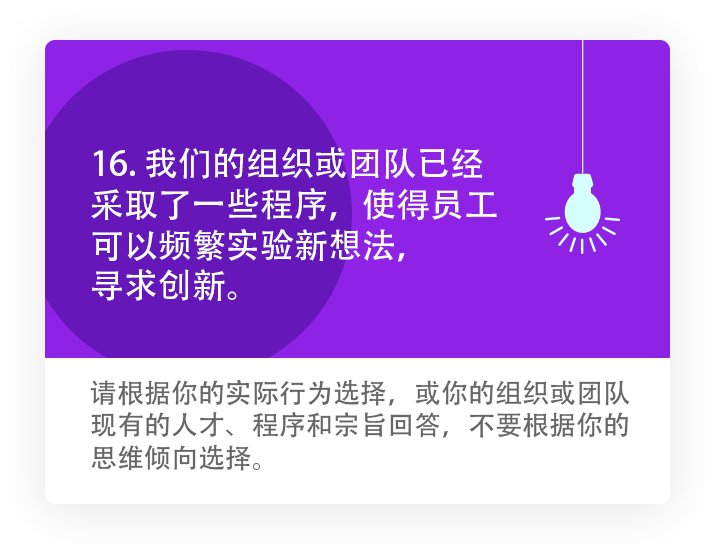 16. 我们的组织或团队已经
采取了一些程序，使得员工
可以频繁实验新想法，
寻求创新。
请根据你的实际行为选择，或你的组织或团队
现有的人才、程序和宗旨回答，不要根据你的
思维倾向选择。